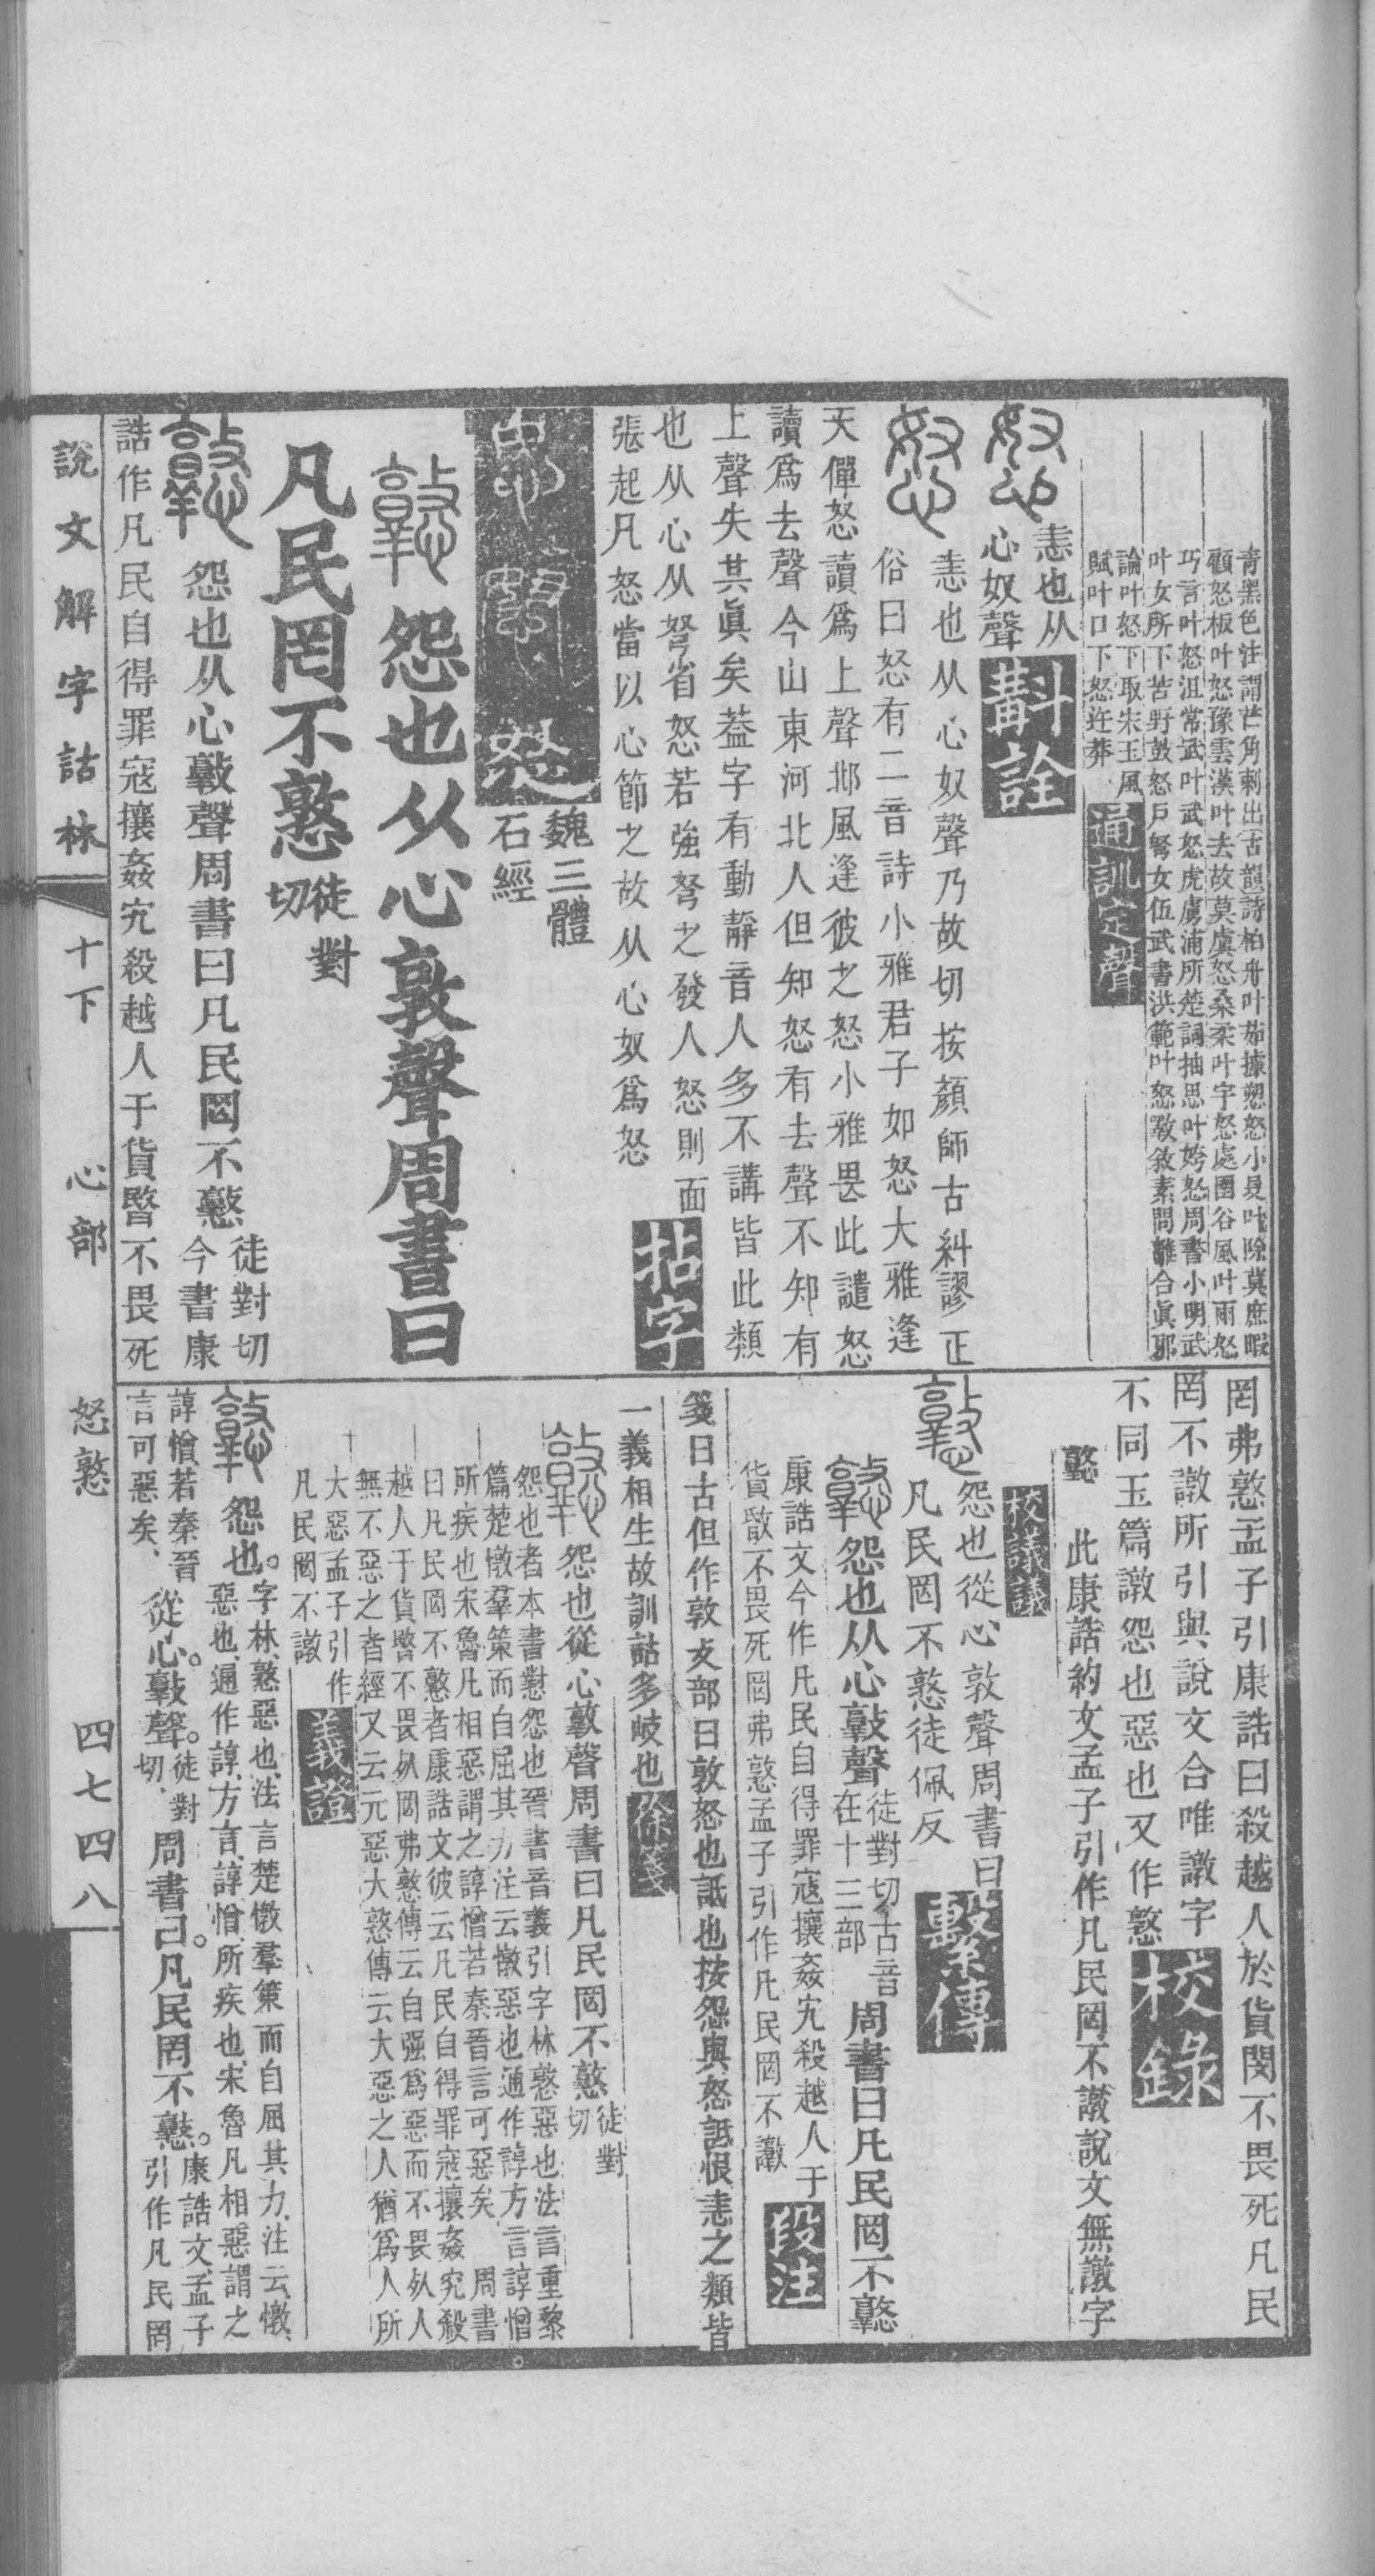 青黑色注謂芒角刺出古韻詩柏舟叶茹據愬怒小旻叶除莫庶暇
顧怒板叶怒豫雲漢叶去故莫虞怒桑柔叶宇怒處圉谷風叶雨怒
巧言叶怒沮常武叶武怒虎虜浦所楚詞抽思叶姱怒周書小明武
叶女所下苦野鼓怒戶弩女伍武書洪範叶怒斁敘素問離合眞邪
論叶怒下取宋玉風
賦叶口下怒迕莽
通訓定聲
恚也从
心奴聲
斠詮
恚也从心奴聲乃故切按顏師古糾謬正
俗曰怒有二音詩小雅君子如怒大雅逢
天僤怒讀爲上聲邶風逢彼之怒小雅畏此譴怒
讀爲去聲今山東河北人但知怒有去聲不知有
上聲失其眞矣葢字有動靜音人多不講皆此類
也从心从弩省怒若強弩之發人怒則面
張起凡怒當以心節之故从心奴爲怒
拈字
魏三體
石經
怨也从心敦聲周書曰
凡民罔不憝
徒對
切
怨也从心𢾭聲周書曰凡民罔不憝
徒對切
今書康
誥作凡民自得罪寇攘姦宄殺越人于貨暋不畏死
罔弗憝孟子引康誥曰殺越人於貨閔不畏死凡民
罔不譈所引與說文合唯譈字
不同玉篇譈怨也惡也又作憝
校錄
憝
此康誥約文孟子引作凡民罔不譈說文無譈字
校議議
怨也從心敦聲周書曰
凡民罔不憝徒佩反
繫傳
怨也从心𢾭聲
徒對切古音
在十三部
周書曰凡民罔不憝
康誥文今作凡民自得罪寇攘姦宄殺越人于
貨暋不畏死罔弗憝孟子引作凡民罔不譈
段注
箋曰古但作敦攴部曰敦怒也詆也按怨與怒詆恨恚之類皆
一義相生故訓詁多岐也
徐箋
怨也從心𢾭聲周書曰凡民罔不憝
徒對
切
怨也者本書懟怨也晉書音義引字林憝惡也法言重黎
篇楚憞羣策而自屈其力注云憞惡也通作諄方言諄憎
所疾也宋魯凡相惡謂之諄憎若秦晉言可惡矣 周書
曰凡民罔不憝者康誥文彼云凡民自得罪寇攘姦宄殺
越人于貨暋不畏死罔弗憝傳云自强爲惡而不畏死人
無不惡之者經又云元惡大憝傳云大惡之人猶爲人所
大惡孟子引作
凡民罔不譈
義證
怨也。
字林、憝惡也、法言楚憞羣策而自屈其力、注云憞、
惡也、通作諄、方言、諄憎、所疾也、宋魯凡相惡謂之
諄憎、若秦晉
言可惡矣、
從心。𢾭聲。
徒對
切、
周書曰。凡民罔不憝。
康誥文、孟子
引作凡民罔
說文解字詁林 十下 心部 怒憝 四七四八